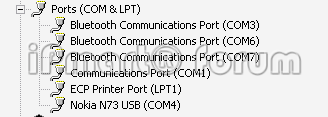 Ports (COM & LPT)
Bluetooth Communications Port (COM3)
Bluetooth Communications Port (COM6)
Bluetooth Communications Port (COM7)
Communications Port (COM1)
ECP Printer Port (LPT1)
Nokia N73 USB (COM4)